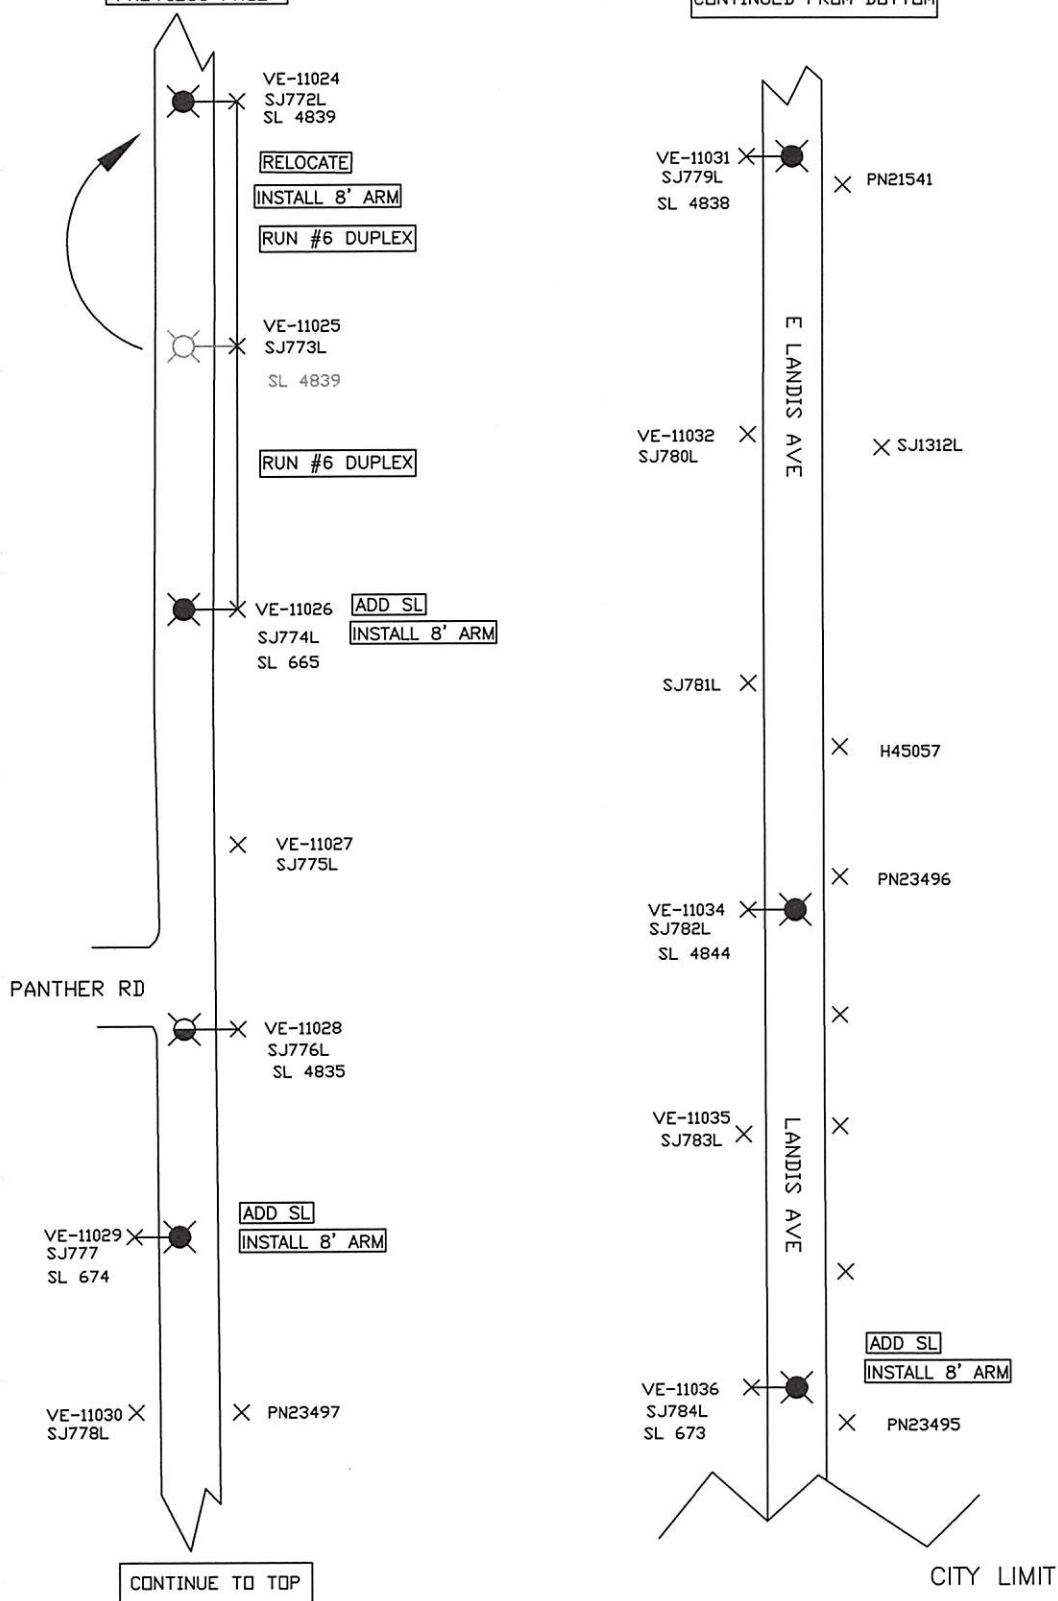 VE-11024
SJ772L
SL 4839
RELOCATE
INSTALL 8' ARM
RUN #6 DUPLEX
VE-11025
SJ773L
SL 4839
RUN #6 DUPLEX
VE-11026
ADD SL
SJ774L
INSTALL 8' ARM
SL 665
VE-11027
SJ775L
PANTHER RD
VE-11028
SJ776L
SL 4835
ADD SL
INSTALL 8' ARM
VE-11029
SJ777
SL 674
VE-11030
SJ778L
PN23497
CONTINUE TO TOP
CONTINUED FROM BOTTOM
VE-11031
SJ779L
SL 4838
PN21541
E LANDIS AVE
VE-11032
SJ780L
SJ1312L
SJ781L
H45057
PN23496
VE-11034
SJ782L
SL 4844
VE-11035
SJ783L
LANDIS AVE
ADD SL
INSTALL 8' ARM
VE-11036
SJ784L
SL 673
PN23495
CITY LIMIT